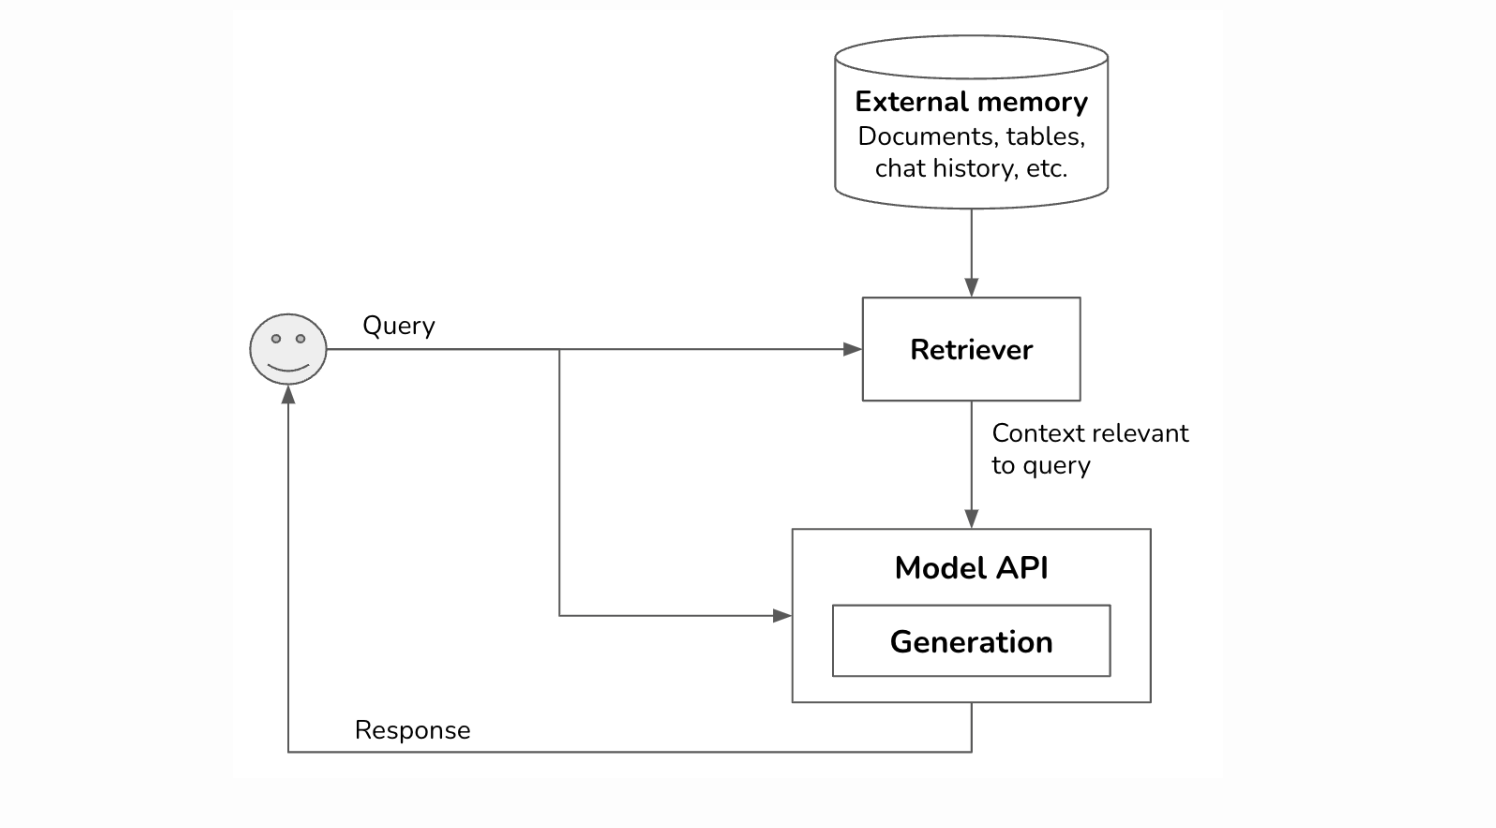 External memory
Documents, tables,
chat history, etc.
Query
Retriever
Context relevant
to query
Model API
Generation
Response